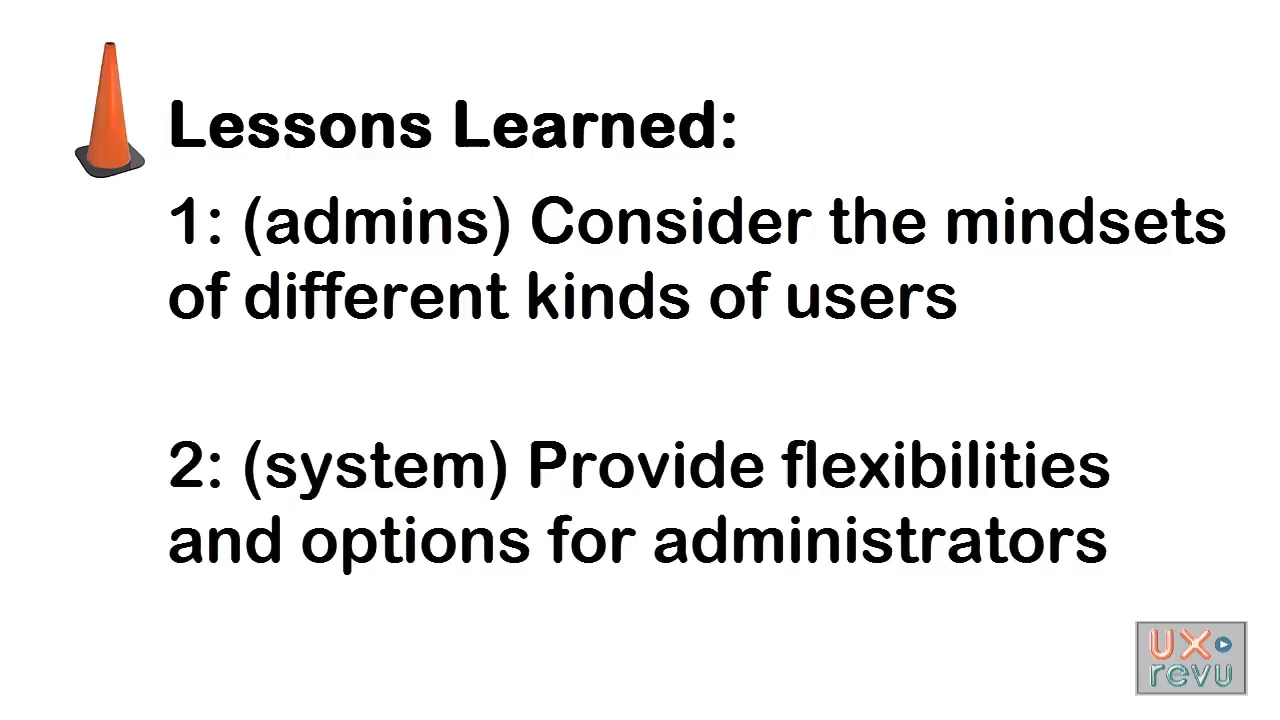 Lessons Learned:
1: (admins) Consider the mindsets
of different kinds of users
2: (system) Provide flexibilities
and options for administrators
UX
revu